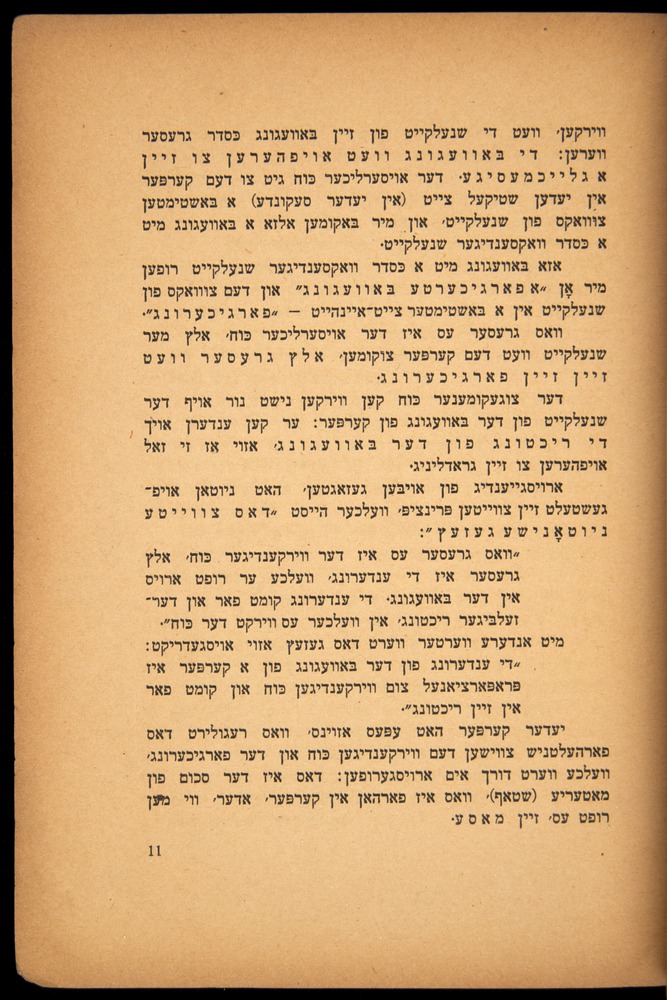 ווירקען, וועט די שנעלקייט פון זיין באוועגונג כסדר גרעסער
ווערען: די באוועגונג וועט אויפהערען צו זיין
א גלייכמעסיגע. דער אויסערליכער כוח גיט צו דעם קערפער
אין יעדען שטיקעל צייט (אין יעדער סעקונדע) א באשטימטען
צוּוואקס פון שנעלקייט, און מיר באקומען אלזא א באוועגונג מיט
א כסדר וואקסענדיגער שנעלקייט.
אזא באוועגונג מיט א כסדר וואקסענדיגער שנעלקייט רופען
מיר אָן „אפארגיכערטע באוועגונג” און דעם צוּוואקס פון
שנעלקייט אין א באשטימטער צייט־איינהייט — „פארגיכערונג”.
וואס גרעסער עס איז דער אויסערליכער כוח, אלץ מער
שנעלקייט וועט דעם קערפער צוקומען, אלץ גרעסער וועט
זיין זיין פארגיכערונג.
דער צוגעקומענער כוח קען ווירקען נישט נור אויף דער
שנעלקייט פון דער באוועגונג פון קערפער: ער קען ענדערן אויך
די ריכטונג פון דער באוועגונג, אזוי אז זי זאל
אויפהערען צו זיין גראדליניג.
ארויסגייענדיג פון אויבען געזאגטען, האט ניוטאן אויפ־
געשטעלט זיין צווייטען פרינציפ, וועלכער הייסט „דאס צווייטע
ניוטאָנישע געזעץ”:
„וואס גרעסער עס איז דער ווירקענדיגער כוח, אלץ
גרעסער איז די ענדערונג, וועלכע ער רופט ארויס
אין דער באוועגונג. די ענדערונג קומט פאר און דער־
זעלביגער ריכטונג, אין וועלכער עס ווירקט דער כוח”.
מיט אנדערע ווערטער ווערט דאס געזעץ אזוי אויסגעדריקט:
„די ענדערונג פון דער באוועגונג פון א קערפער איז
פראפארציאנעל צום ווירקענדיגען כוח און קומט פאר
אין זיין ריכטונג”.
יעדער קערפער האט עפעס אזוינס, וואס רעגולירט דאס
פארהעלטניש צווישען דעם ווירקענדיגען כוח און דער פארגיכערונג,
וועלכע ווערט דורך אים ארויסגערופען: דאס איז דער סכום פון
מאטעריע (שטאף), וואס איז פארהאן אין קערפער, אדער, ווי מען
רופט עס, זיין מאסע.
11